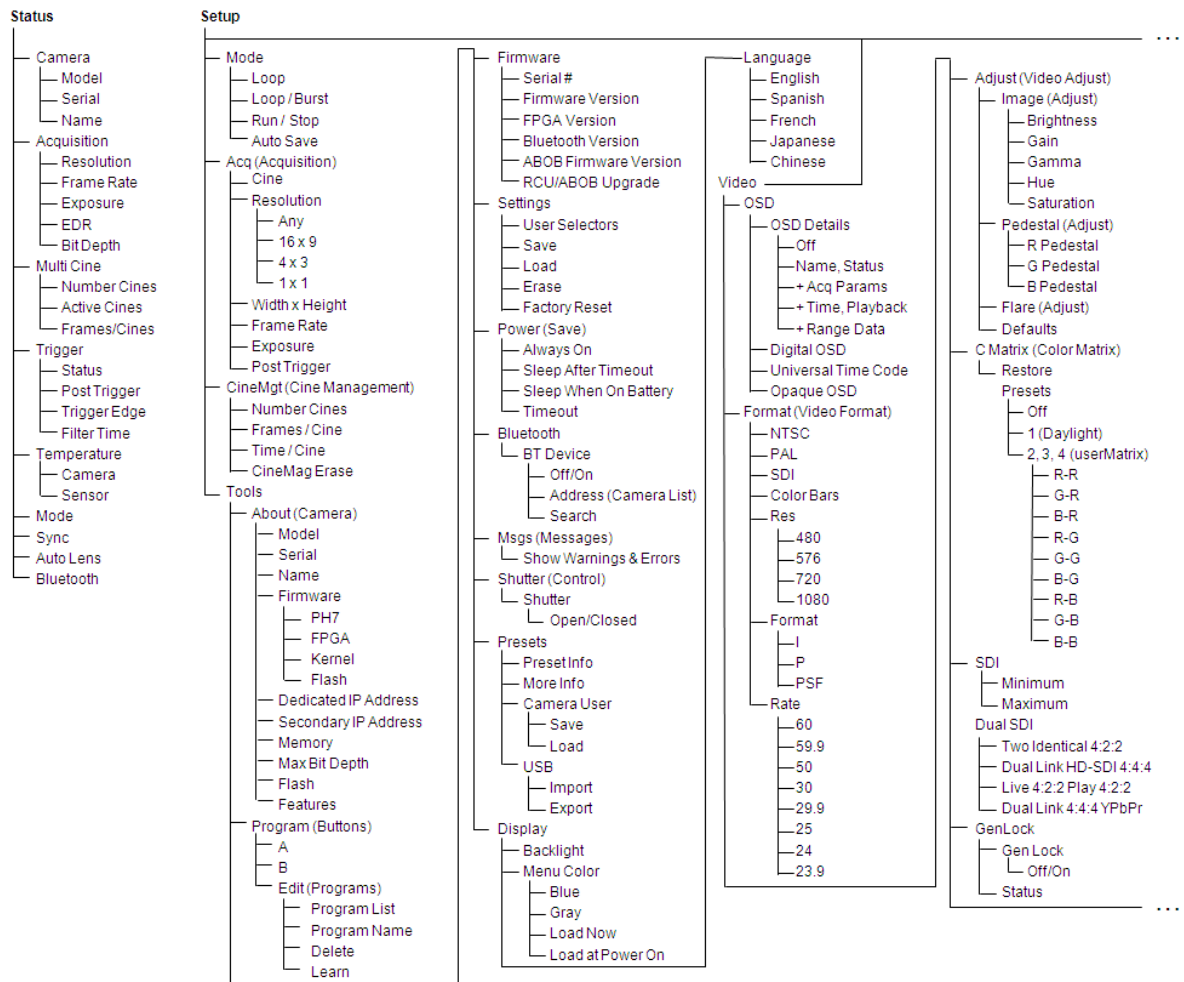 Status
Camera
Model
Serial
Name
Acquisition
Resolution
Frame Rate
Exposure
EDR
Bit Depth
Multi Cine
Number Cines
Active Cines
Frames/Cines
Trigger
Status
Post Trigger
Trigger Edge
Filter Time
Temperature
Camera
Sensor
Mode
Sync
Auto Lens
Bluetooth
Setup
...
Mode
Loop
Loop / Burst
Run / Stop
Auto Save
Acq (Acquisition)
Cine
Resolution
Any
16 x 9
4 x 3
1 x 1
Width x Height
Frame Rate
Exposure
Post Trigger
CineMgt (Cine Management)
Number Cines
Frames / Cine
Time / Cine
CineMag Erase
Tools
About (Camera)
Model
Serial
Name
Firmware
PH7
FPGA
Kernel
Flash
Dedicated IP Address
Secondary IP Address
Memory
Max Bit Depth
Flash
Features
Program (Buttons)
A
B
Edit (Programs)
Program List
Program Name
Delete
Learn
Firmware
Serial #
Firmware Version
FPGA Version
Bluetooth Version
ABOB Firmware Version
RCU/ABOB Upgrade
Settings
User Selectors
Save
Load
Erase
Factory Reset
Power (Save)
Always On
Sleep After Timeout
Sleep When On Battery
Timeout
Bluetooth
BT Device
Off/On
Address (Camera List)
Search
Msgs (Messages)
Show Warnings & Errors
Shutter (Control)
Shutter
Open/Closed
Presets
Preset Info
More Info
Camera User
Save
Load
USB
Import
Export
Display
Backlight
Menu Color
Blue
Gray
Load Now
Load at Power On
Language
English
Spanish
French
Japanese
Chinese
Video
OSD
OSD Details
Off
Name, Status
+ Acq Params
+ Time, Playback
+ Range Data
Digital OSD
Universal Time Code
Opaque OSD
Format (Video Format)
NTSC
PAL
SDI
Color Bars
Res
480
576
720
1080
Format
I
P
PSF
Rate
60
59.9
50
30
29.9
25
24
23.9
Adjust (Video Adjust)
Image (Adjust)
Brightness
Gain
Gamma
Hue
Saturation
Pedestal (Adjust)
R Pedestal
G Pedestal
B Pedestal
Flare (Adjust)
Defaults
C Matrix (Color Matrix)
Restore
Presets
Off
1 (Daylight)
2, 3, 4 (userMatrix)
R-R
G-R
B-R
R-G
G-G
B-G
R-B
G-B
B-B
SDI
Minimum
Maximum
Dual SDI
Two Identical 4:2:2
Dual Link HD-SDI 4:4:4
Live 4:2:2 Play 4:2:2
Dual Link 4:4:4 YPbPr
GenLock
Gen Lock
Off/On
Status
...